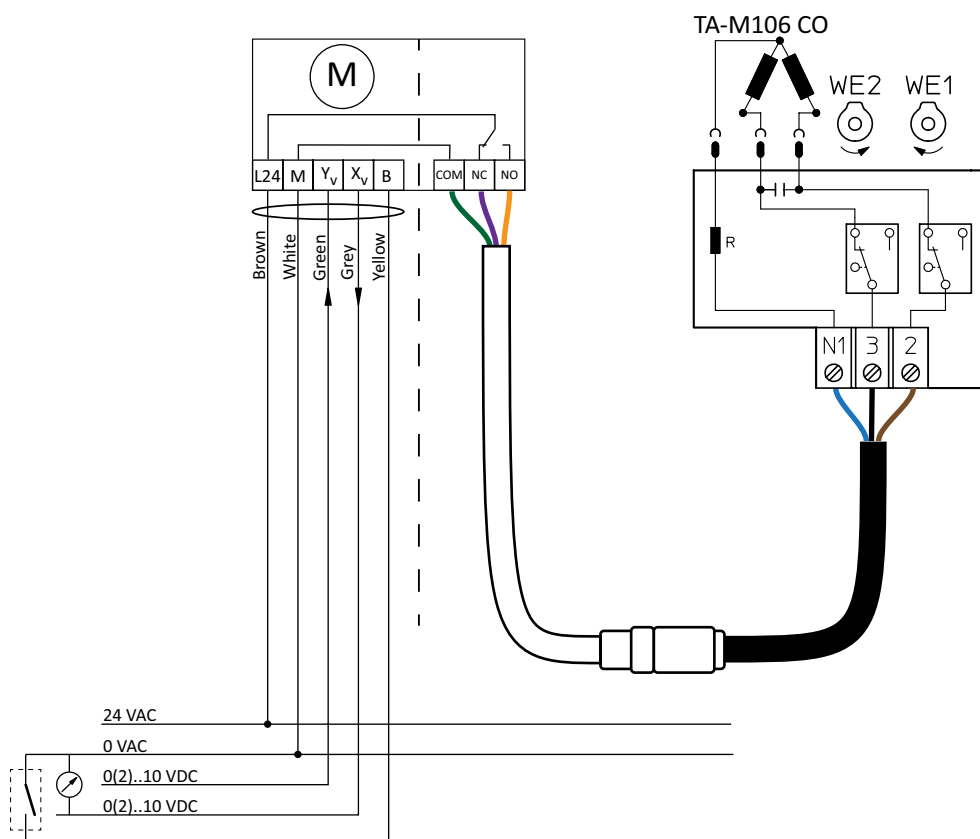 TA-M106 CO
M
WE2 WE1
L24 M Yv Xv B COM NC NO
Brown
White
Green
Grey
Yellow
R
N1 3 2
24 VAC
0 VAC
0(2)..10 VDC
0(2)..10 VDC